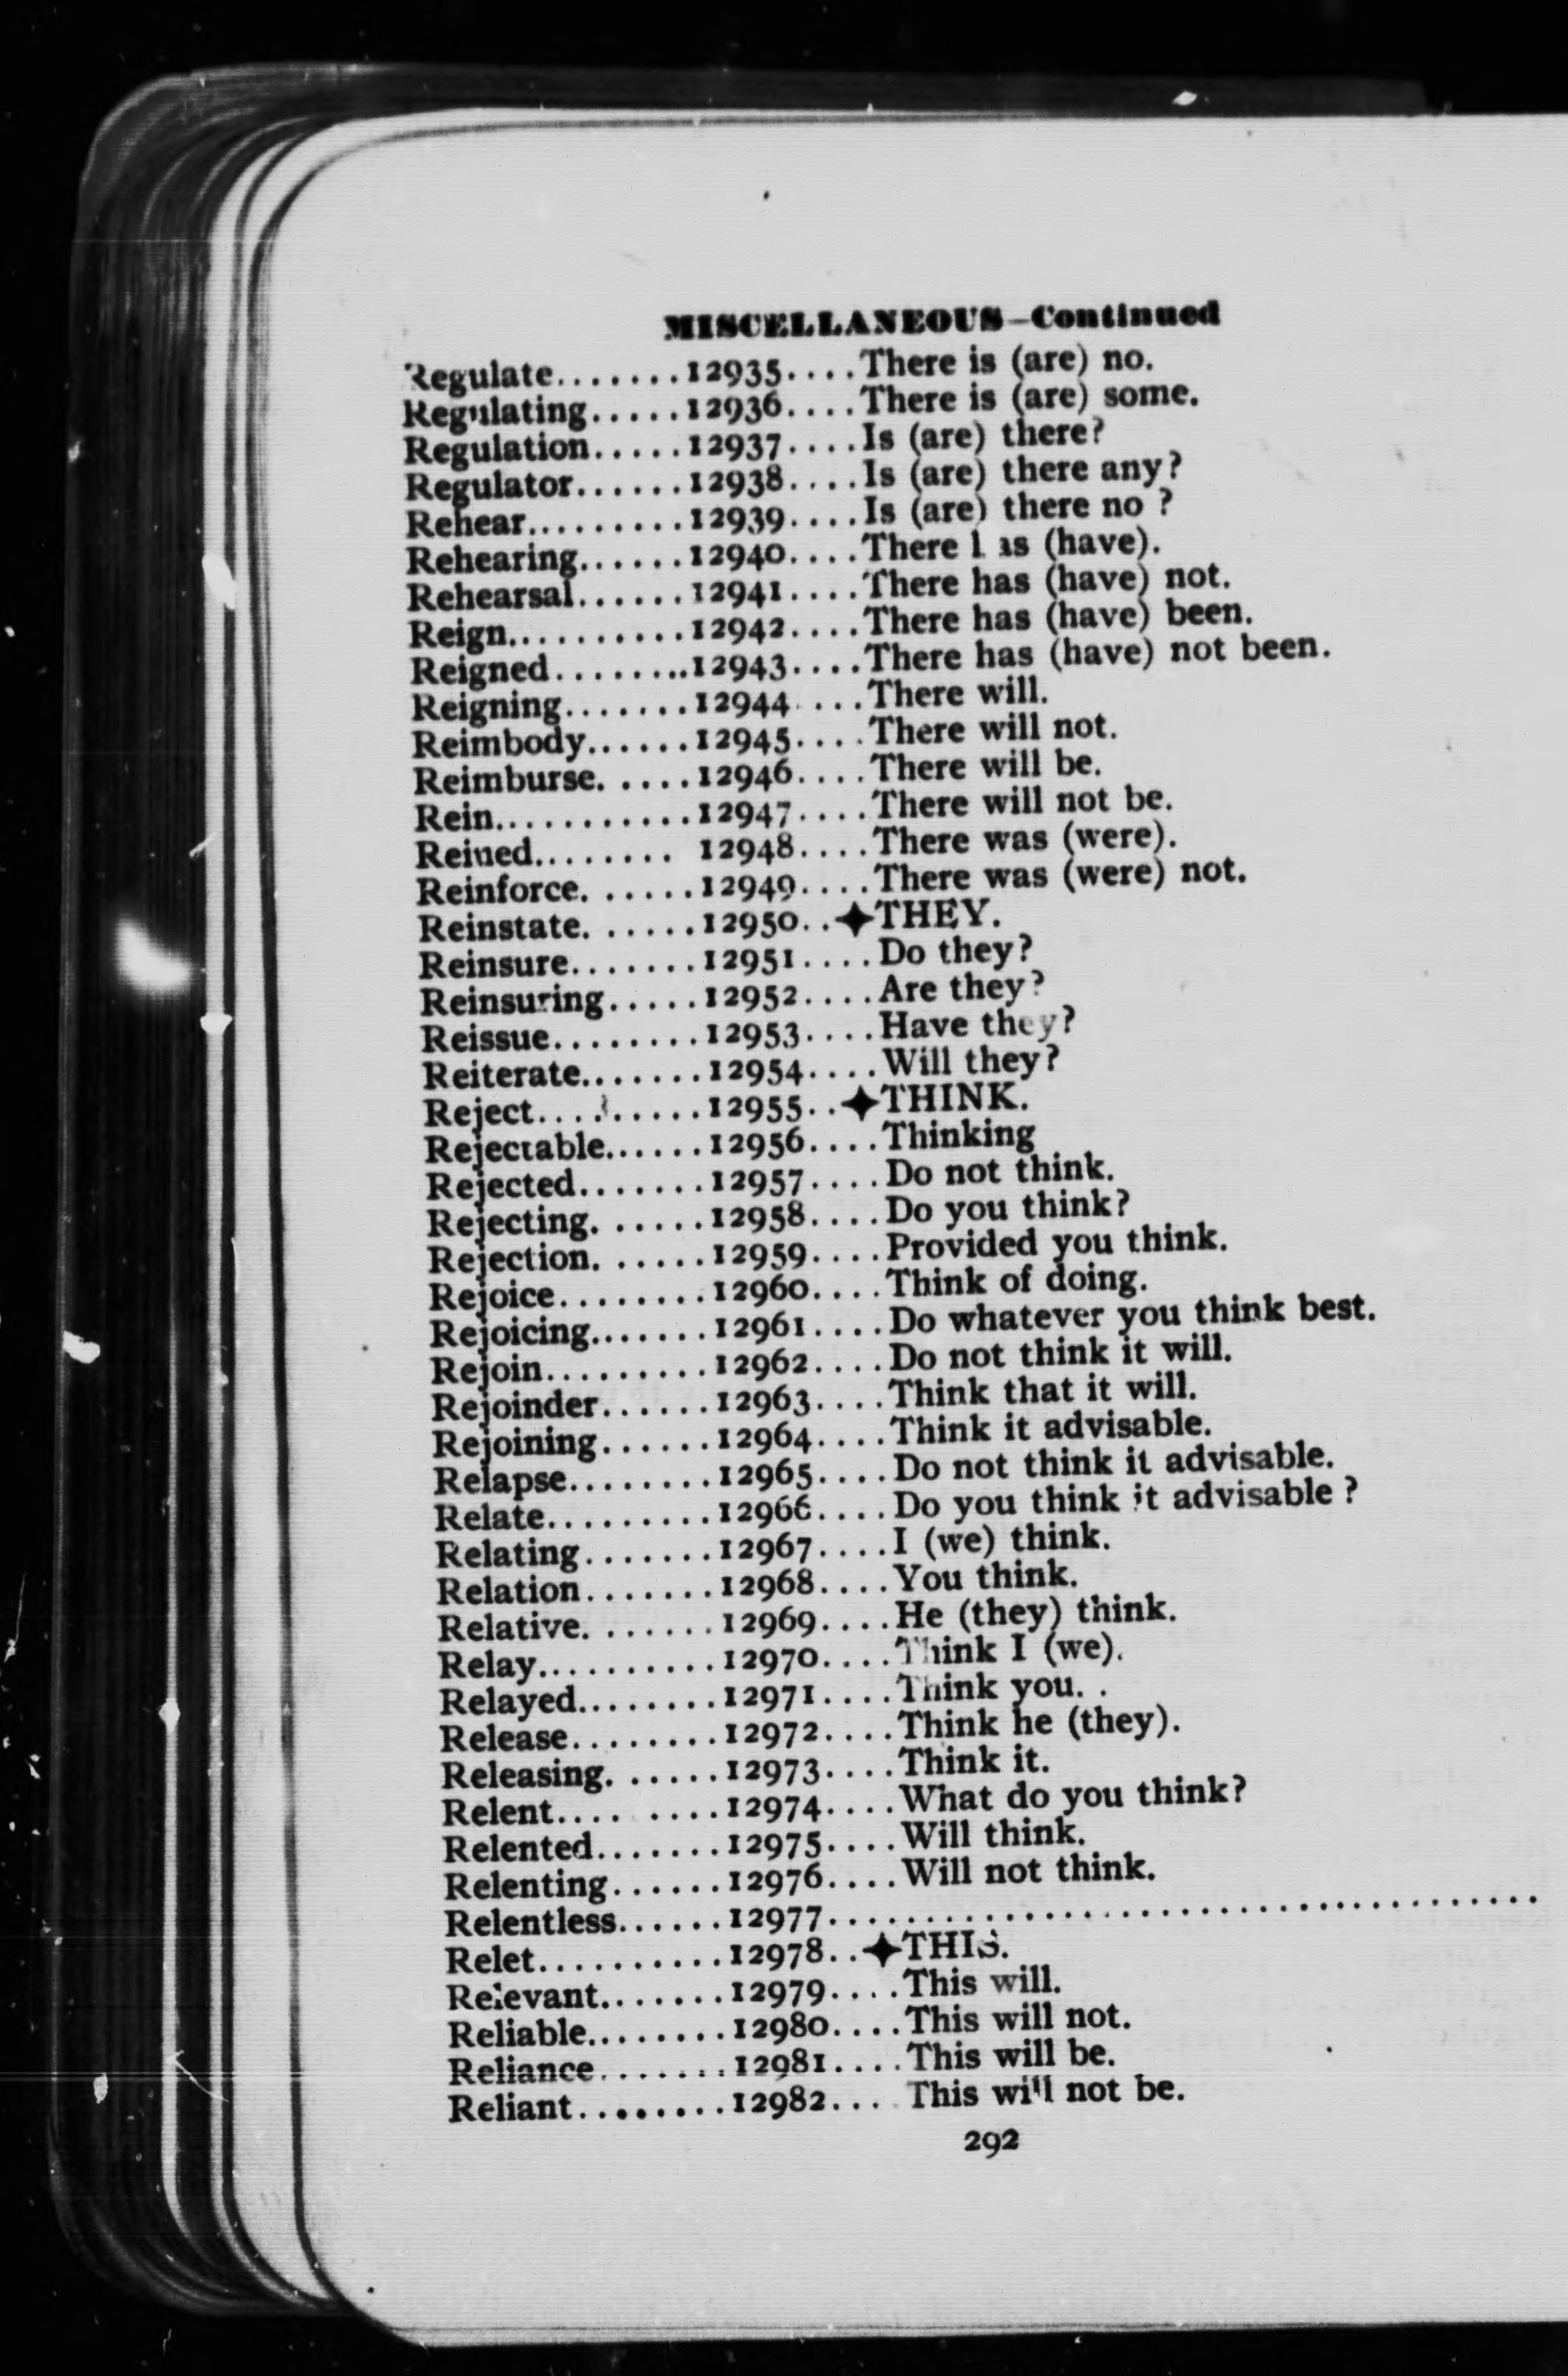 MISCELLANEOUS—Continued
Regulate.......12935....There is (are) no.
Regulating.....12936....There is (are) some.
Regulation.....12937....Is (are) there?
Regulator......12938....Is (are) there any?
Rehear.........12939....Is (are) there no ?
Rehearing......12940....There has (have).
Rehearsal......12941....There has (have) not.
Reign..........12942....There has (have) been.
Reigned........12943....There has (have) not been.
Reigning.......12944....There will.
Reimbody......12945....There will not.
Reimburse. .....12946....There will be.
Rein...........12947....There will not be.
Reined........ 12948....There was (were).
Reinforce. ......12949....There was (were) not.
Reinstate. ......12950..✦THEY.
Reinsure.......12951....Do they?
Reinsuring.....12952....Are they?
Reissue........12953....Have they?
Reiterate.......12954....Will they?
Reject.........12955..✦THINK.
Rejectable......12956....Thinking
Rejected.......12957....Do not think.
Rejecting. ......12958....Do you think?
Rejection. ......12959....Provided you think.
Rejoice........12960....Think of doing.
Rejoicing.......12961....Do whatever you think best.
Rejoin.........12962....Do not think it will.
Rejoinder......12963....Think that it will.
Rejoining......12964....Think it advisable.
Relapse........12965....Do not think it advisable.
Relate.........12966....Do you think it advisable ?
Relating.......12967....I (we) think.
Relation.......12968....You think.
Relative. .......12969....He (they) think.
Relay..........12970....Think I (we).
Relayed........12971....Think you. .
Release........12972....Think he (they).
Releasing. ......12973....Think it.
Relent.... .....12974....What do you think?
Relented.......12975....Will think.
Relenting......12976....Will not think.
Relentless......12977....................................
Relet..........12978..✦THIS.
Relevant.......12979....This will.
Reliable........12980....This will not.
Reliance.......12981....This will be.
Reliant.........12982... This will not be.
292